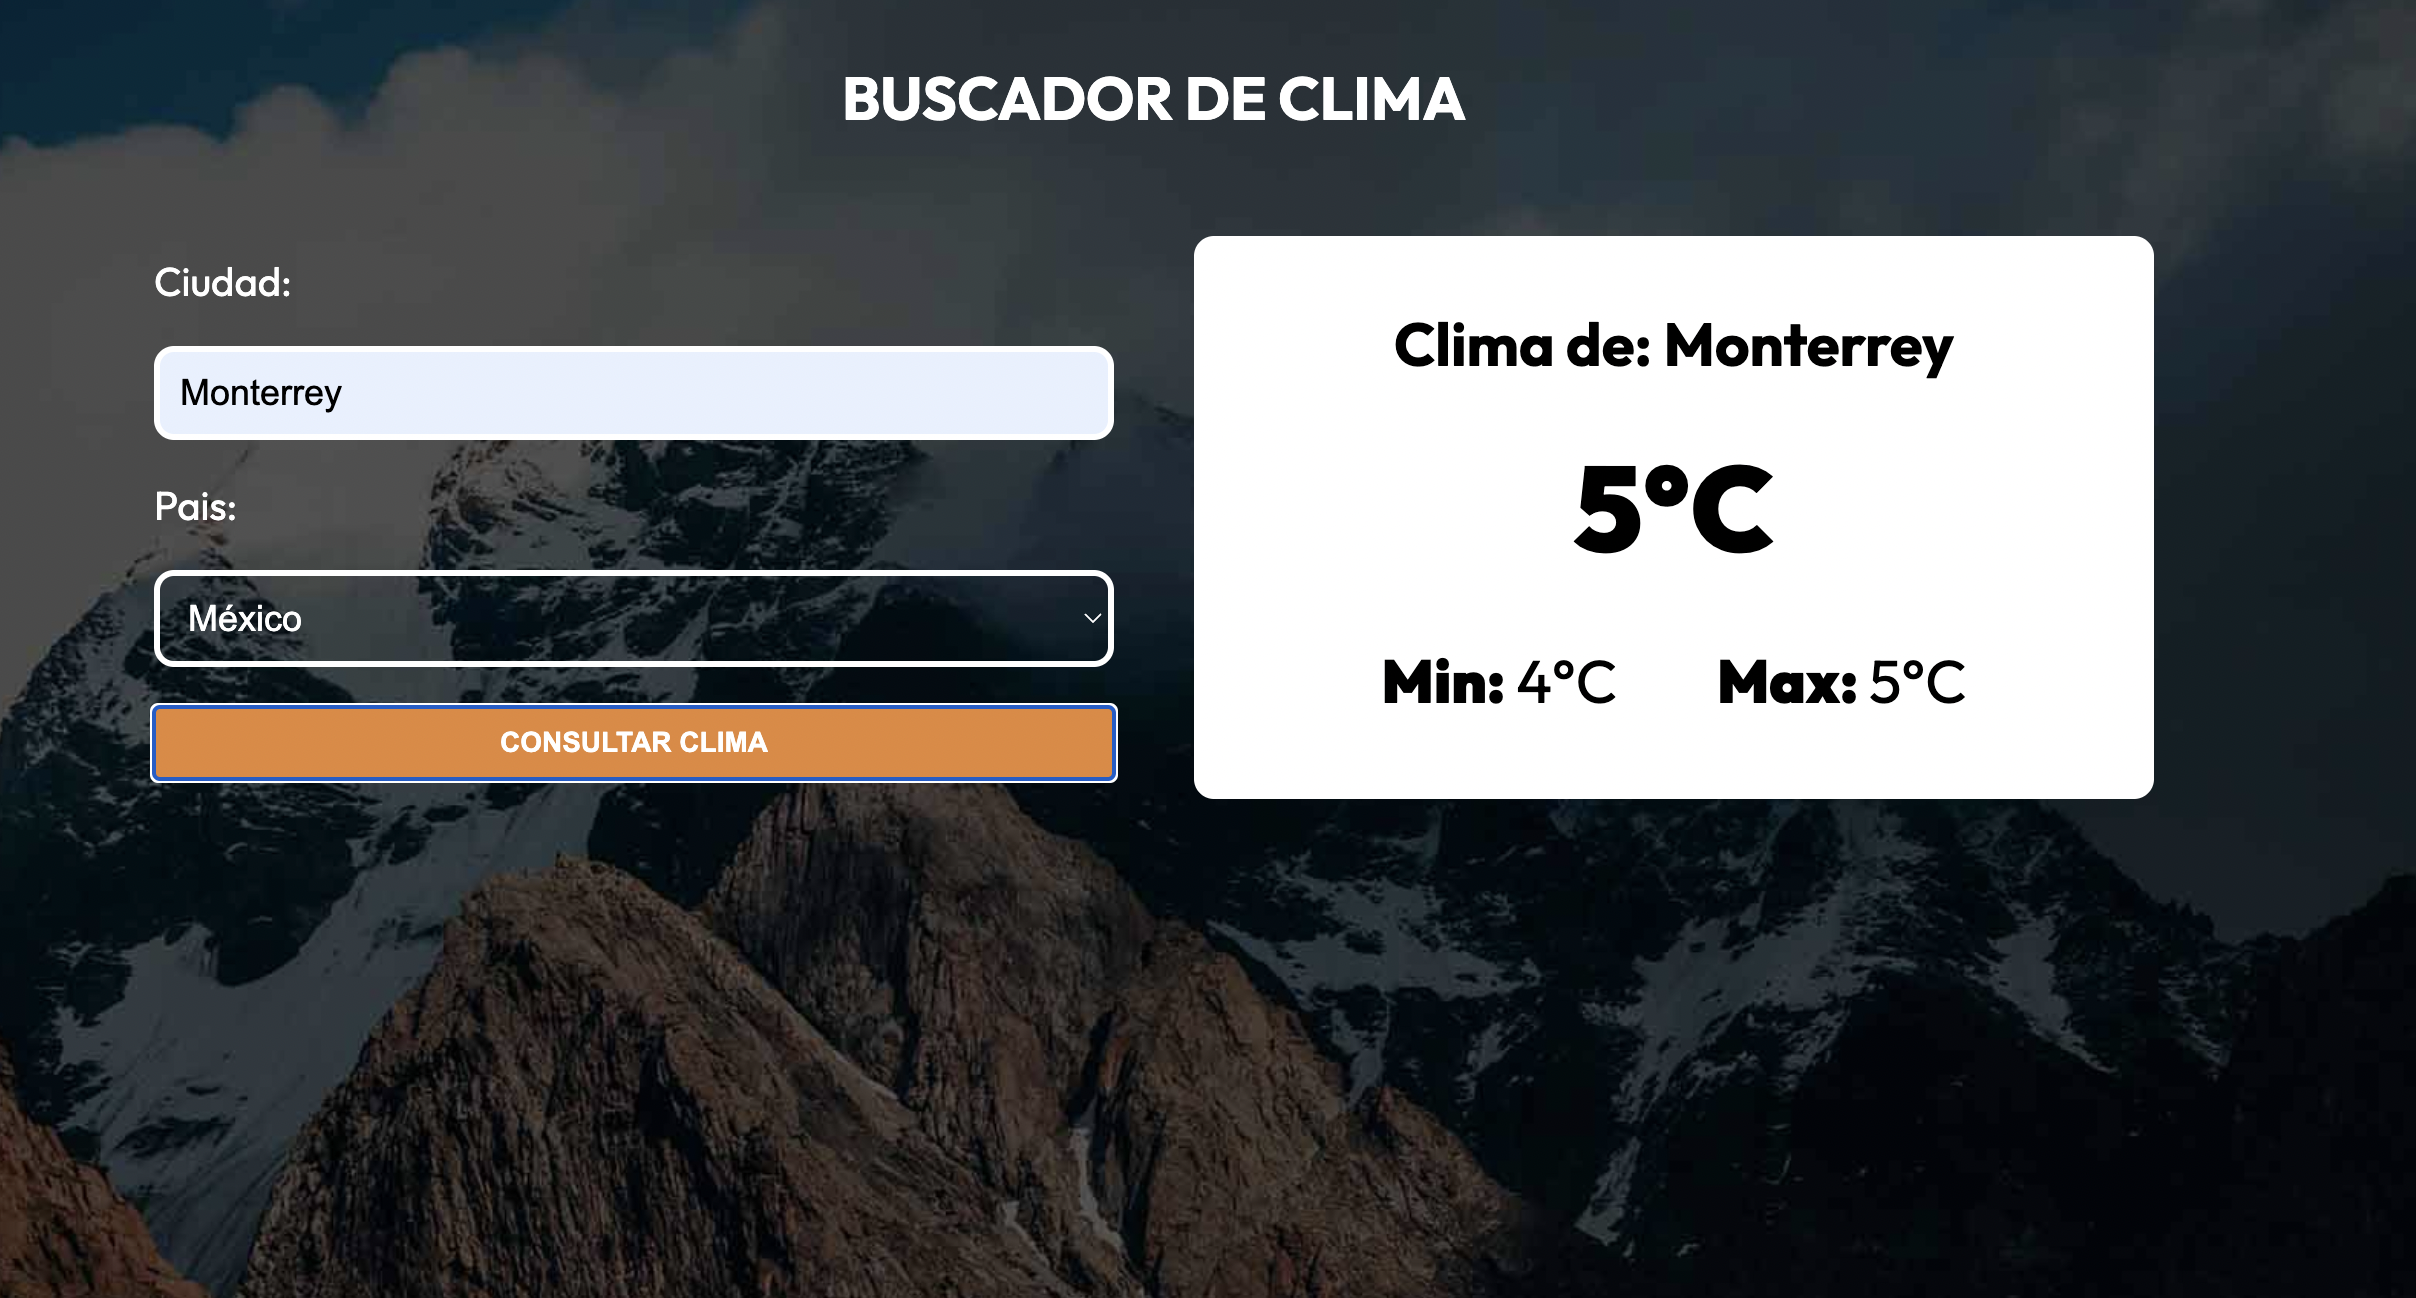 BUSCADOR DE CLIMA
Ciudad:
Monterrey
Pais:
México
CONSULTAR CLIMA
Clima de: Monterrey
5°C
Min: 4°C Max: 5°C